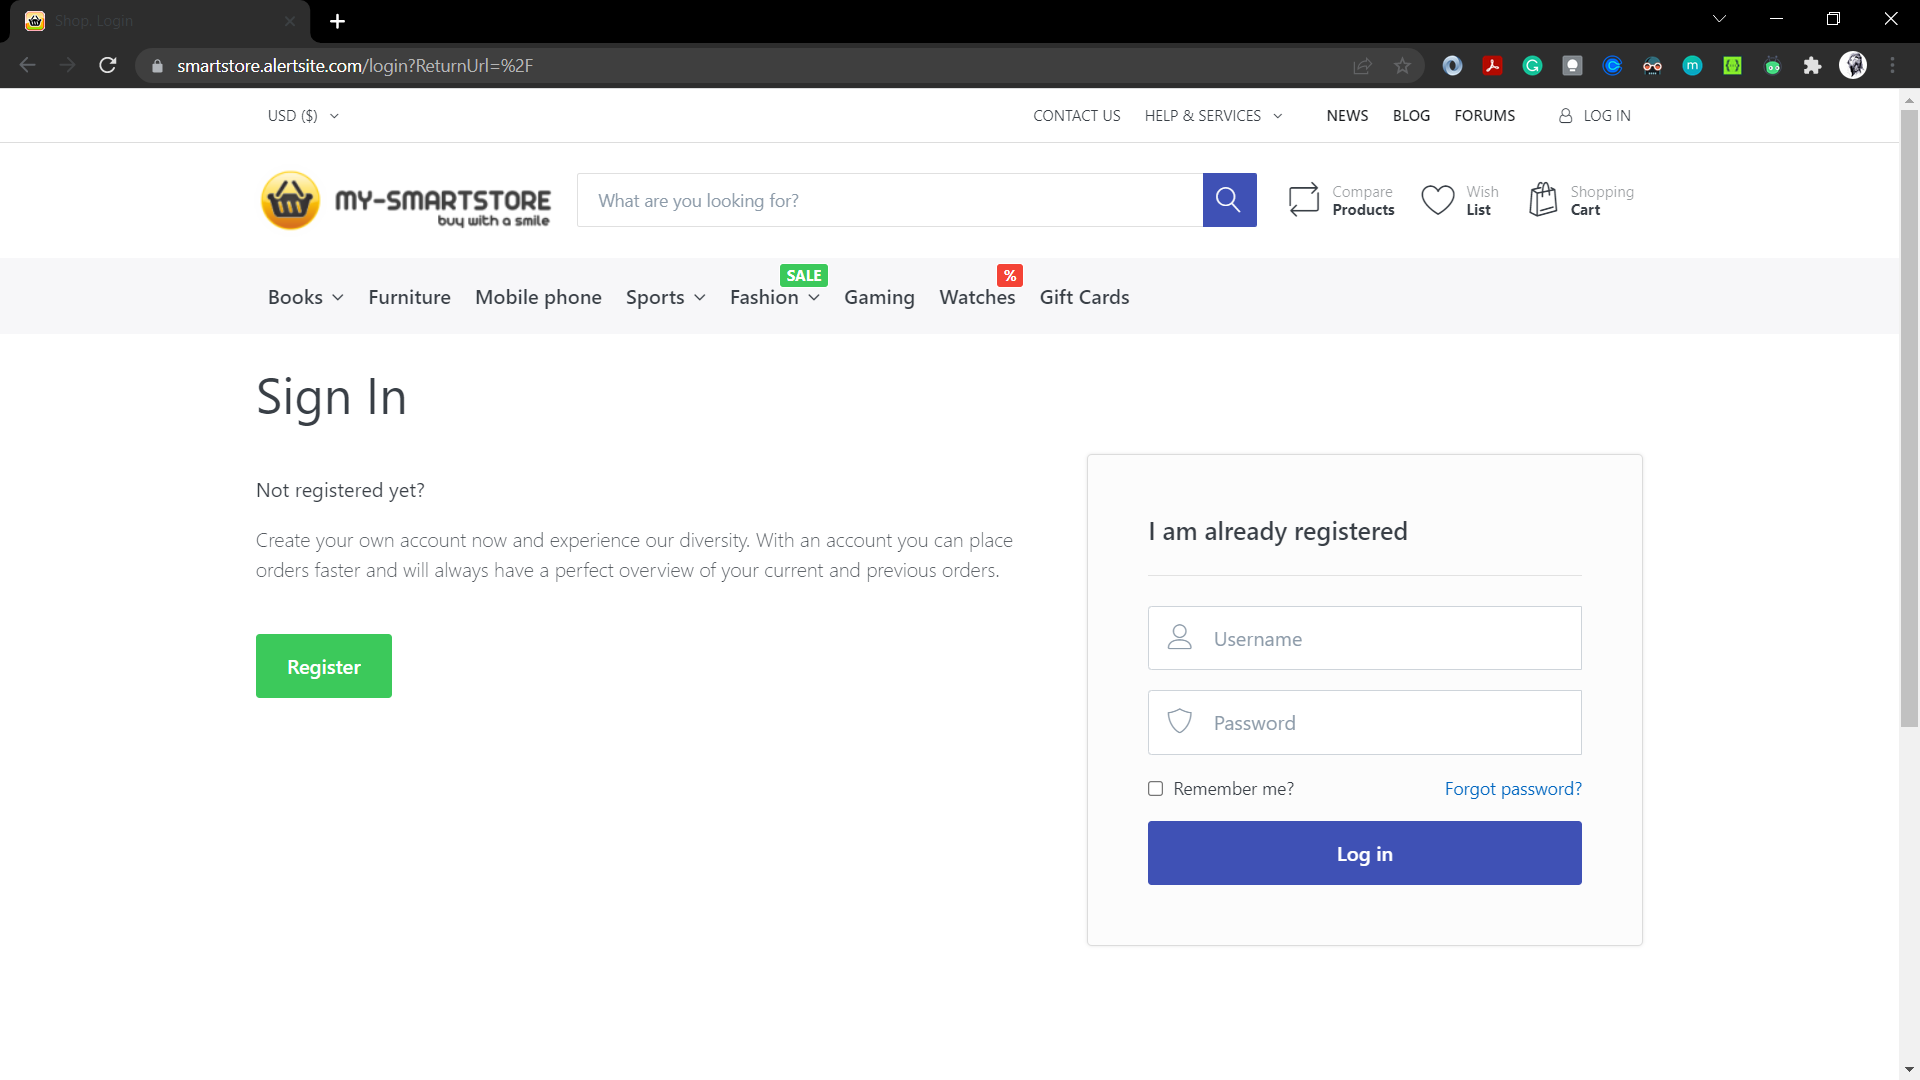 Shop. Login
smartstore.alertsite.com/login?ReturnUrl=%2F
USD ($)
CONTACT US
HELP & SERVICES
NEWS
BLOG
FORUMS
LOG IN
MY-SMARTSTORE
buy with a smile
What are you looking for?
Compare
Products
Wish
List
Shopping
Cart
SALE
%
Books
Furniture
Mobile phone
Sports
Fashion
Gaming
Watches
Gift Cards
Sign In
Not registered yet?
Create your own account now and experience our diversity. With an account you can place
orders faster and will always have a perfect overview of your current and previous orders.
Register
I am already registered
Username
Password
Remember me?
Forgot password?
Log in